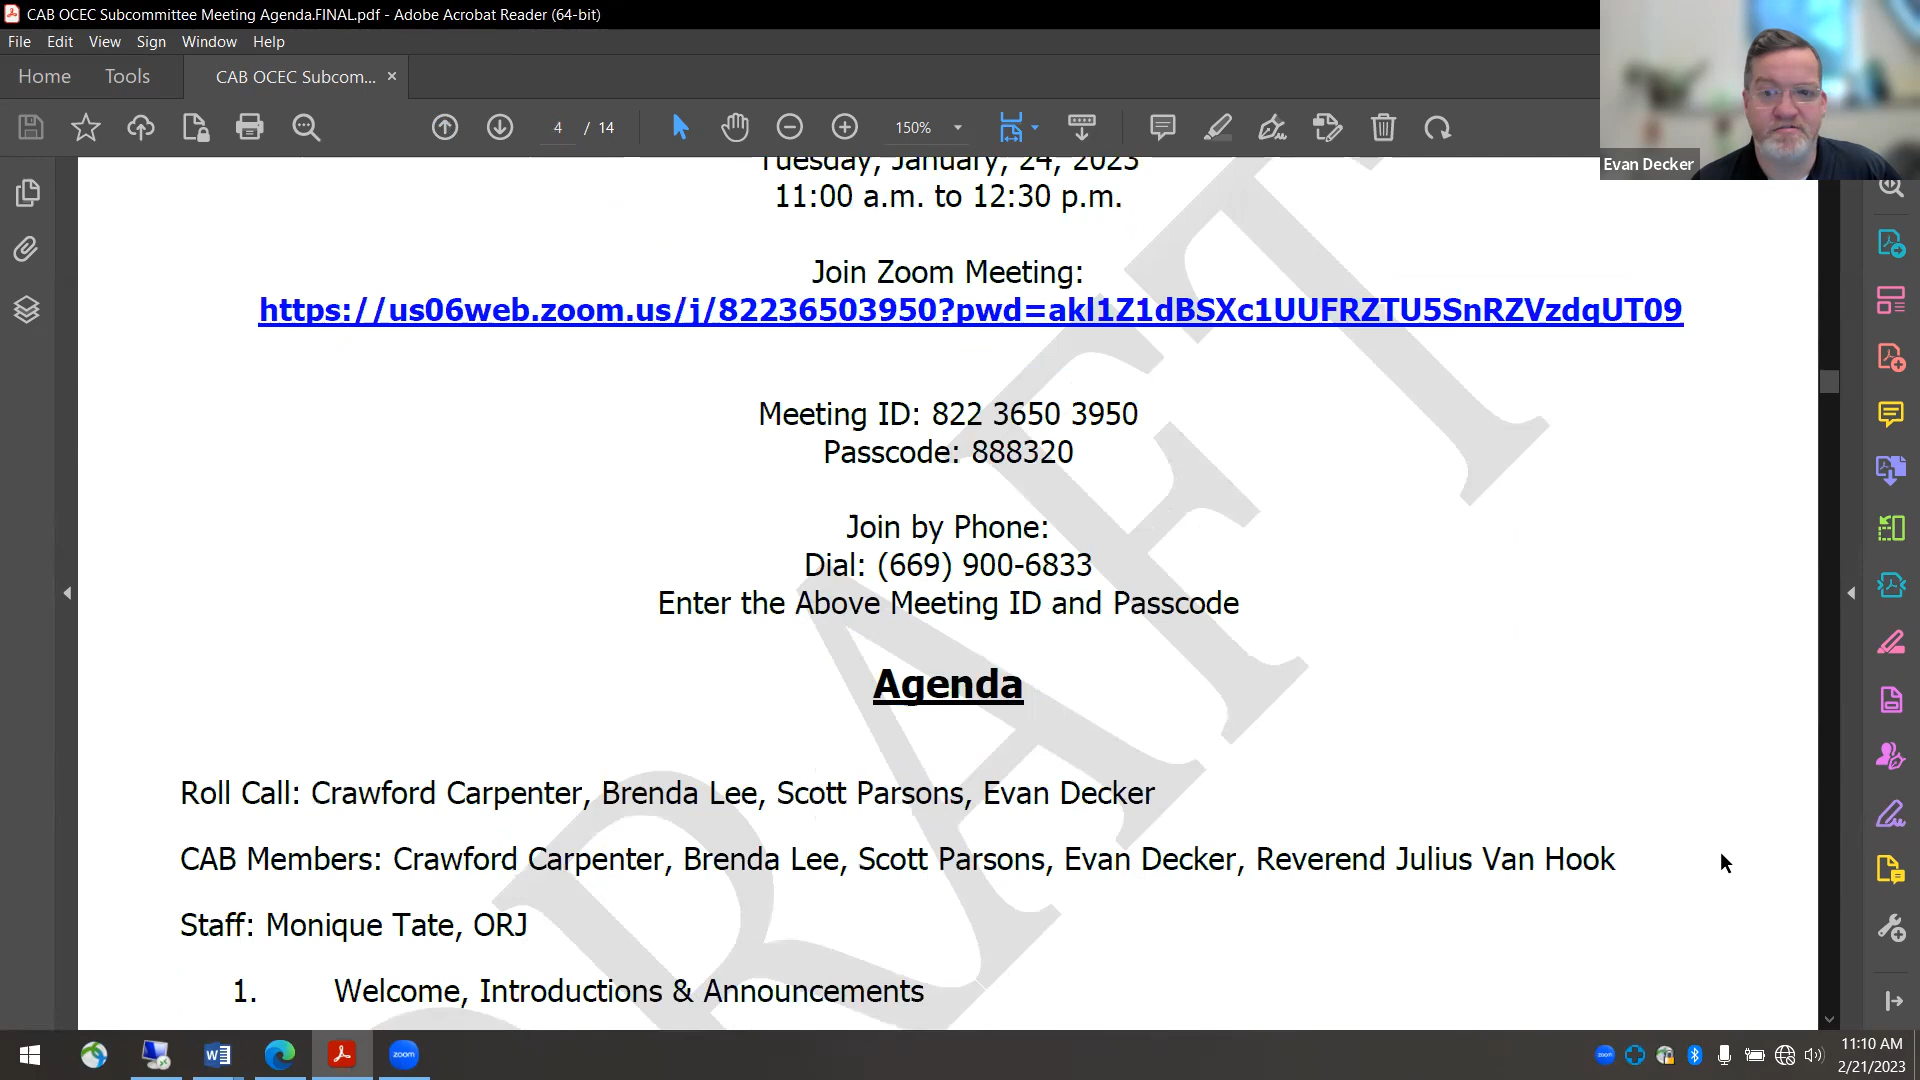 CAB OCEC Subcommittee Meeting Agenda.FINAL.pdf - Adobe Acrobat Reader (64-bit)
File Edit View Sign Window Help
Home Tools CAB OCEC Subcom... ×
4 / 14 150%
Evan Decker
Tuesday, January, 24, 2023
11:00 a.m. to 12:30 p.m.
Join Zoom Meeting:
https://us06web.zoom.us/j/82236503950?pwd=akl1Z1dBSXc1UUFRZTU5SnRZVzdqUT09
Meeting ID: 822 3650 3950
Passcode: 888320
Join by Phone:
Dial: (669) 900-6833
Enter the Above Meeting ID and Passcode
Agenda
Roll Call: Crawford Carpenter, Brenda Lee, Scott Parsons, Evan Decker
CAB Members: Crawford Carpenter, Brenda Lee, Scott Parsons, Evan Decker, Reverend Julius Van Hook
Staff: Monique Tate, ORJ
1. Welcome, Introductions & Announcements
DRAFT
zoom
11:10 AM
2/21/2023